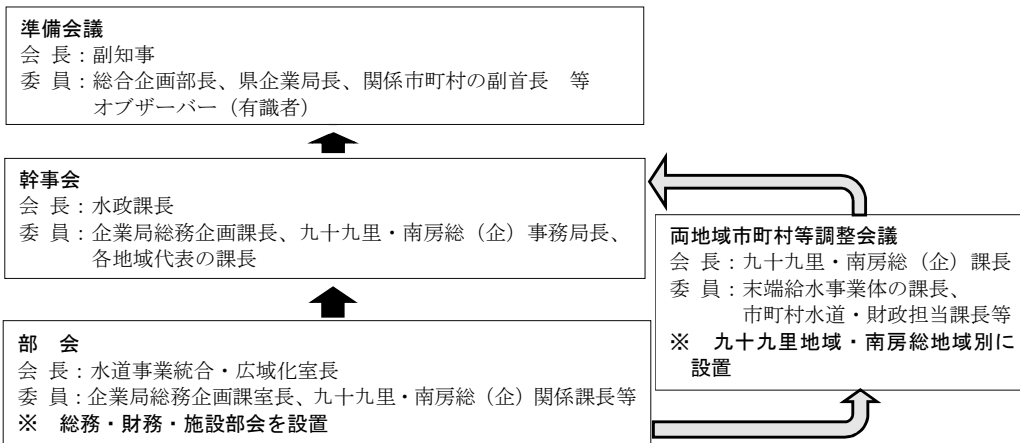 準備会議
会 長：副知事
委 員：総合企画部長、県企業局長、関係市町村の副首長　等
オブザーバー（有識者）
幹事会
会 長：水政課長
委 員：企業局総務企画課長、九十九里・南房総（企）事務局長、
各地域代表の課長
両地域市町村等調整会議
会 長：九十九里・南房総（企）課長
委 員：末端給水事業体の課長、
市町村水道・財政担当課長等
※　九十九里地域・南房総地域別に
設置
部　会
会 長：水道事業統合・広域化室長
委 員：企業局総務企画課室長、九十九里・南房総（企）関係課長等
※　総務・財務・施設部会を設置